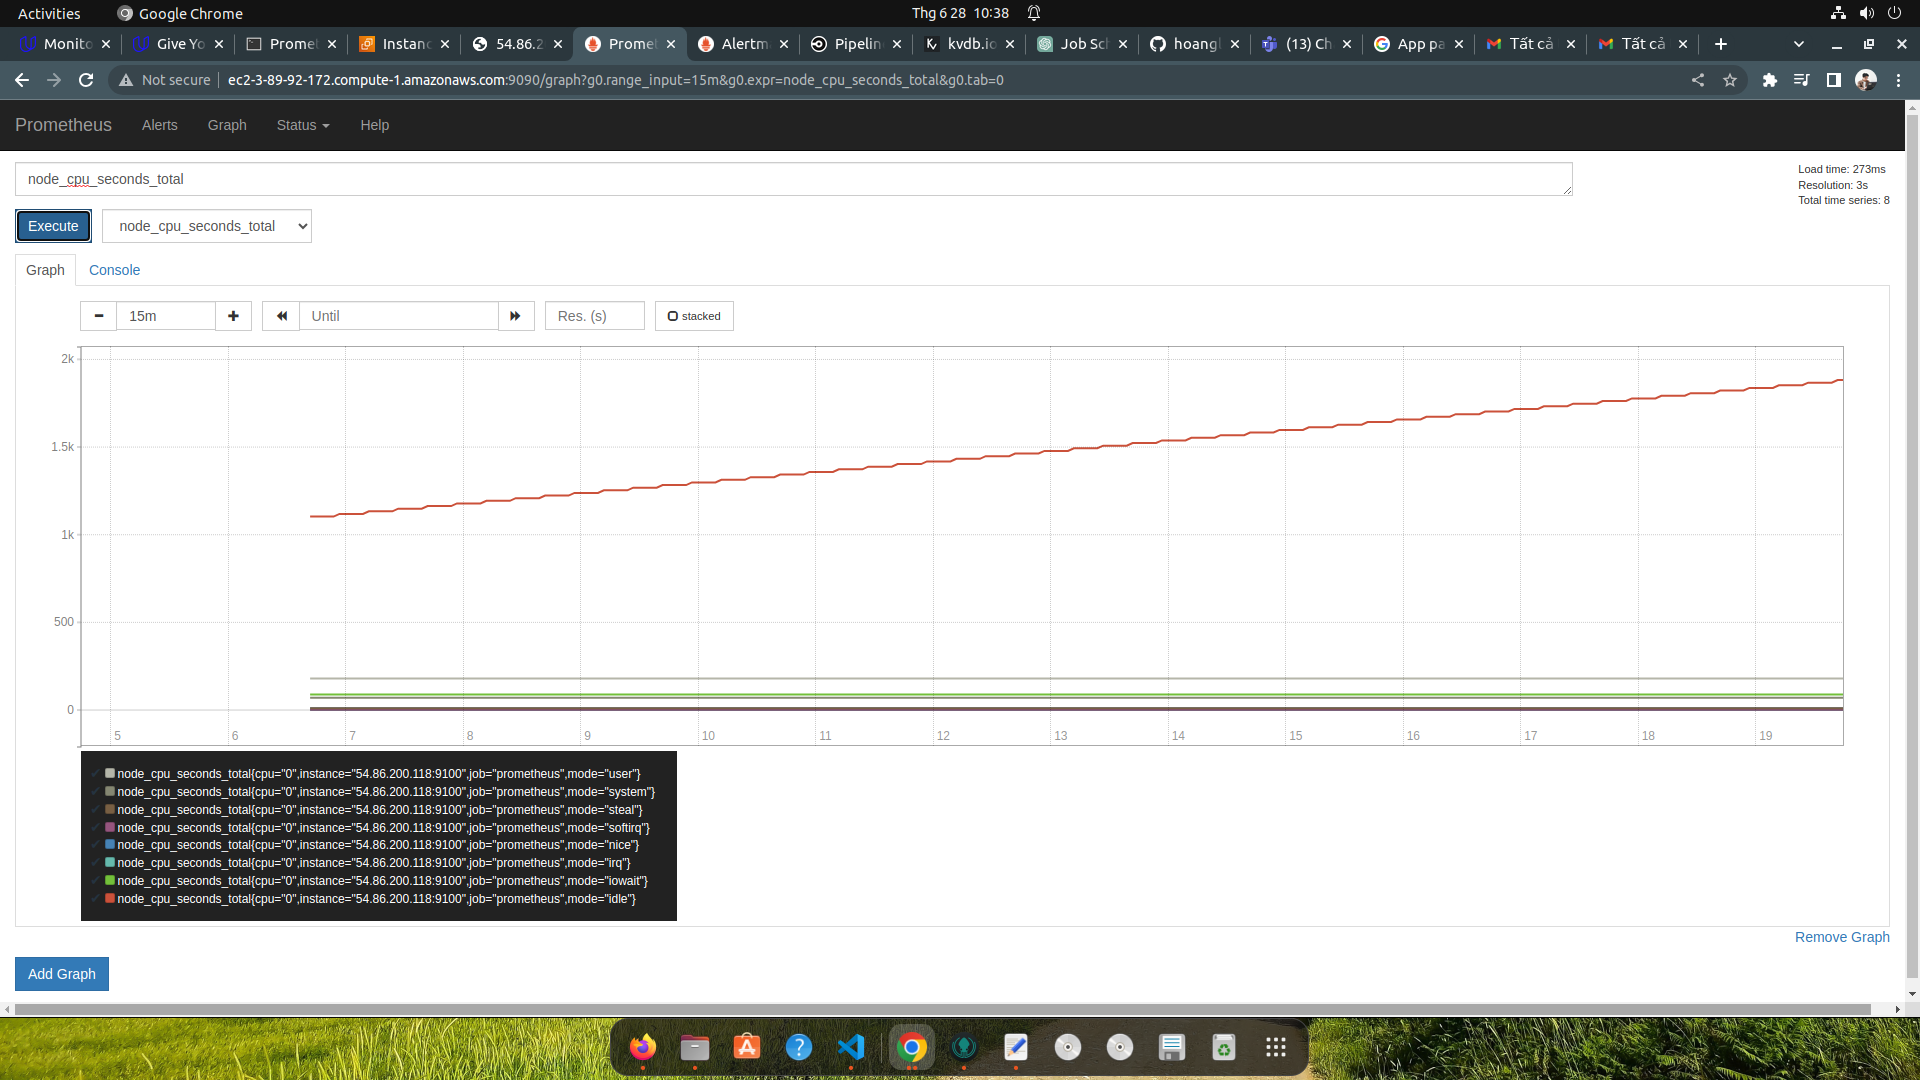 Activities Google Chrome Thg 6 28 10:38
Monito Give Yo Promet Instanc 54.86.2 Promet Alertm Pipelin kvdb.io Job Sch hoangl (13) Ch App pa Tất cả Tất cả
Not secure ec2-3-89-92-172.compute-1.amazonaws.com:9090/graph?g0.range_input=15m&g0.expr=node_cpu_seconds_total&g0.tab=0
Prometheus Alerts Graph Status Help
node_cpu_seconds_total
Load time: 273ms
Resolution: 3s
Total time series: 8
Execute node_cpu_seconds_total
Graph Console
15m Until Res. (s) stacked
2k
1.5k
1k
500
0
5 6 7 8 9 10 11 12 13 14 15 16 17 18 19
node_cpu_seconds_total{cpu="0",instance="54.86.200.118:9100",job="prometheus",mode="user"}
node_cpu_seconds_total{cpu="0",instance="54.86.200.118:9100",job="prometheus",mode="system"}
node_cpu_seconds_total{cpu="0",instance="54.86.200.118:9100",job="prometheus",mode="steal"}
node_cpu_seconds_total{cpu="0",instance="54.86.200.118:9100",job="prometheus",mode="softirq"}
node_cpu_seconds_total{cpu="0",instance="54.86.200.118:9100",job="prometheus",mode="nice"}
node_cpu_seconds_total{cpu="0",instance="54.86.200.118:9100",job="prometheus",mode="irq"}
node_cpu_seconds_total{cpu="0",instance="54.86.200.118:9100",job="prometheus",mode="iowait"}
node_cpu_seconds_total{cpu="0",instance="54.86.200.118:9100",job="prometheus",mode="idle"}
Remove Graph
Add Graph